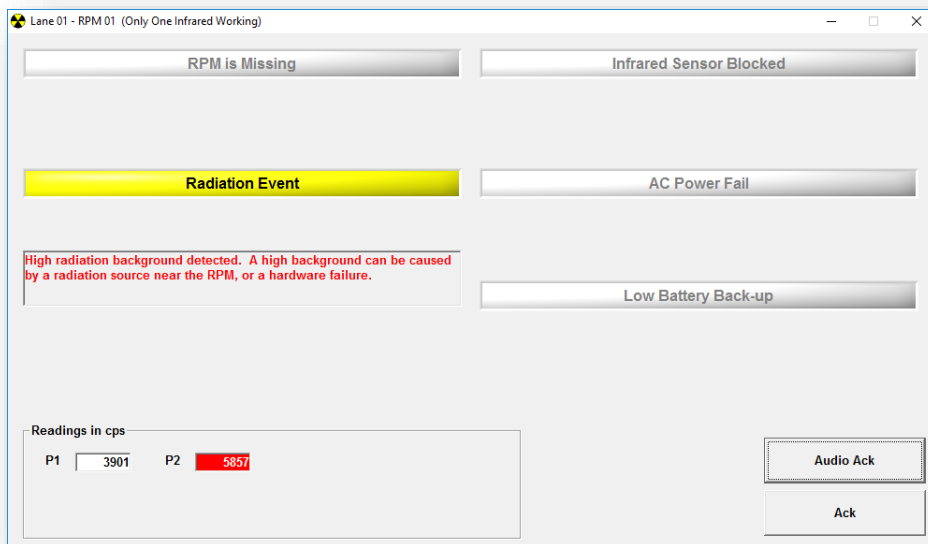 Lane 01 - RPM 01  (Only One Infrared Working)
RPM is Missing
Infrared Sensor Blocked
Radiation Event
AC Power Fail
High radiation background detected.  A high background can be caused
by a radiation source near the RPM, or a hardware failure.
Low Battery Back-up
Readings in cps
P1 3901 P2 5857
Audio Ack
Ack